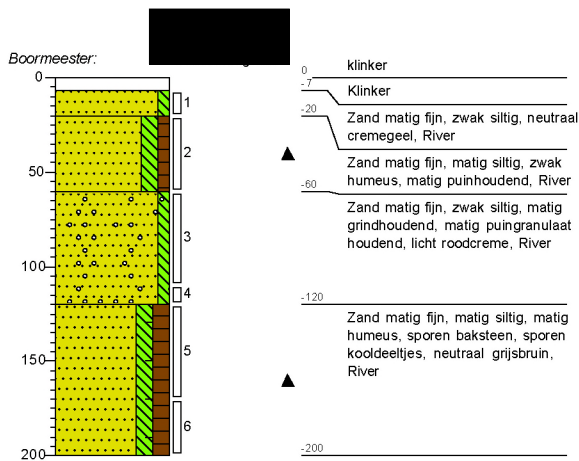 Boormeester:
0
50
100
150
200
1
2
3
4
5
6
0
klinker
-7
Klinker
-20
Zand matig fijn, zwak siltig, neutraal
cremegeel, River
Zand matig fijn, matig siltig, zwak
humeus, matig puinhoudend, River
-60
Zand matig fijn, zwak siltig, matig
grindhoudend, matig puingranulaat
houdend, licht roodcreme, River
-120
Zand matig fijn, matig siltig, matig
humeus, sporen baksteen, sporen
kooldeeltjes, neutraal grijsbruin,
River
-200